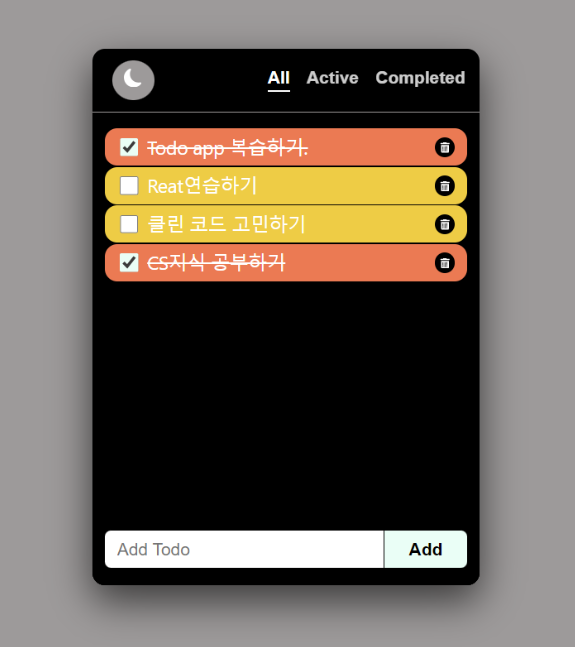 All Active Completed
Todo app 복습하기.
Reat연습하기
클린 코드 고민하기
CS지식 공부하기
Add Todo Add